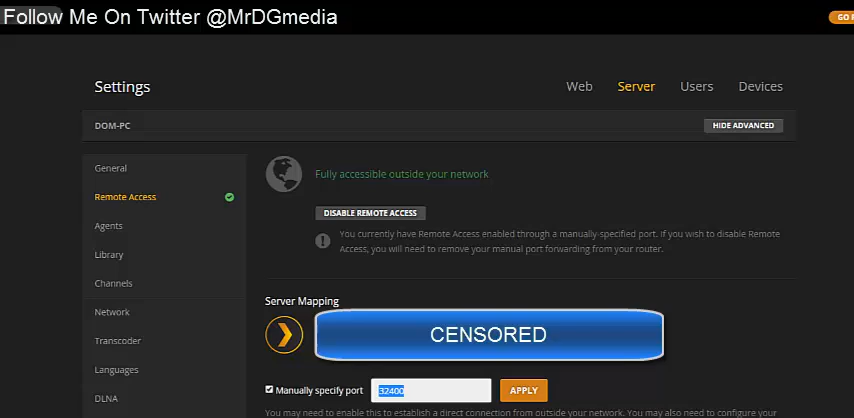 Follow Me On Twitter @MrDGmedia
GO P
Settings
Web Server Users Devices
DOM-PC
HIDE ADVANCED
General
Remote Access
Agents
Library
Channels
Network
Transcoder
Languages
DLNA
Fully accessible outside your network
DISABLE REMOTE ACCESS
You currently have Remote Access enabled through a manually-specified port. If you wish to disable Remote
Access, you will need to remove your manual port forwarding from your router.
Server Mapping
CENSORED
Manually specify port 32400 APPLY
You may need to enable this to establish a direct connection from outside your network. You may also need to configure your